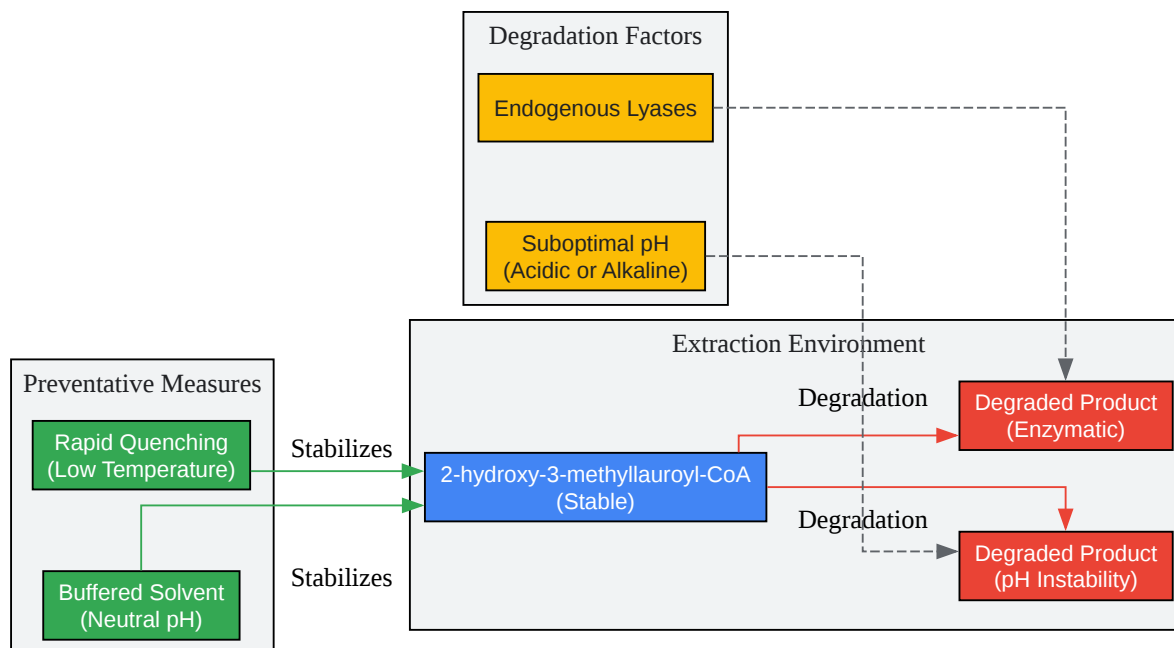 Degradation Factors
Endogenous Lyases
Suboptimal pH
(Acidic or Alkaline)
Extraction Environment
Preventative Measures
Rapid Quenching
(Low Temperature)
Stabilizes
2-hydroxy-3-methyllauroyl-CoA
(Stable)
Degradation
Degraded Product
(Enzymatic)
Buffered Solvent
(Neutral pH)
Stabilizes
Degradation
Degraded Product
(pH Instability)